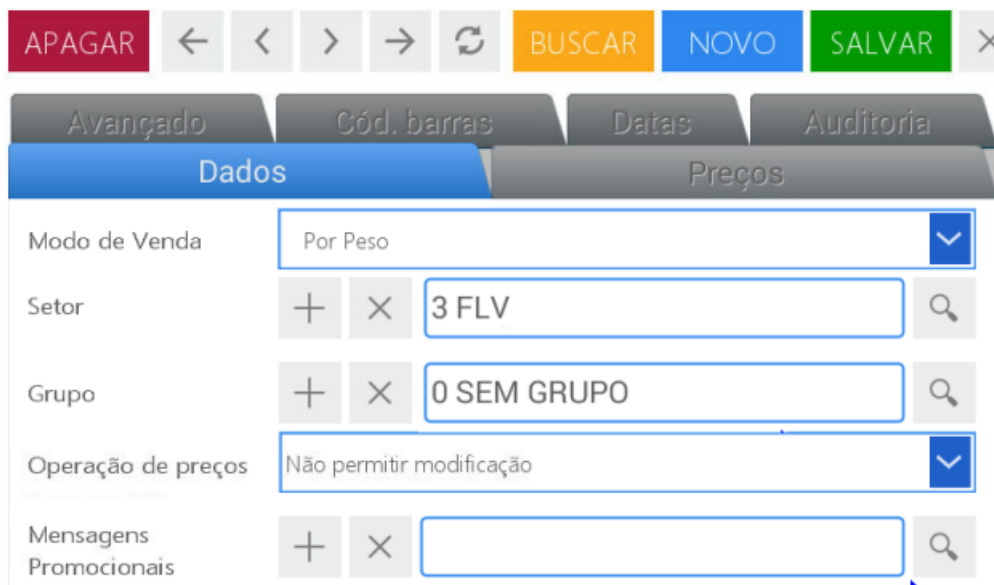 APAGAR BUSCAR NOVO SALVAR
Avançado Cód. barras Datas Auditoria
Dados Preços
Modo de Venda Por Peso
Setor 3 FLV
Grupo 0 SEM GRUPO
Operação de preços Não permitir modificação
Mensagens
Promocionais